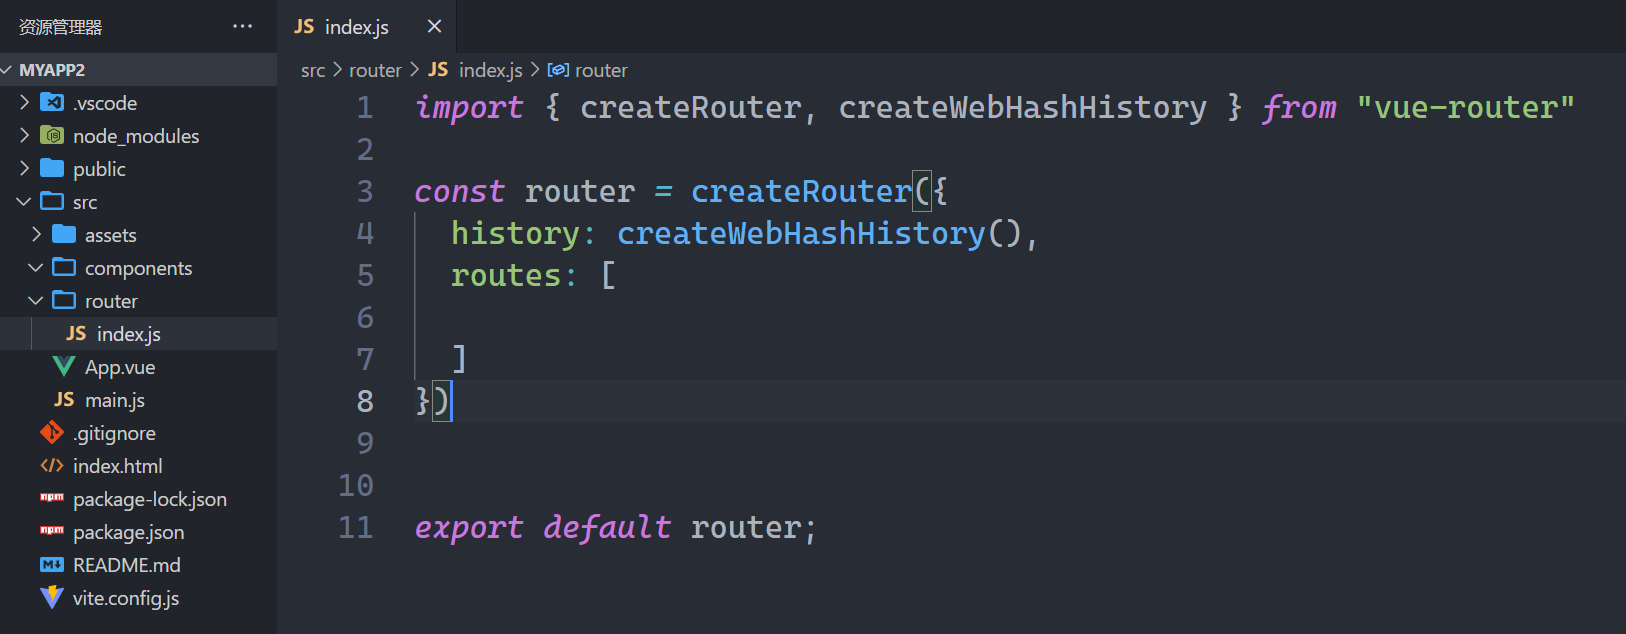 资源管理器 ···
MYAPP2
.vscode
node_modules
public
src
assets
components
router
JS index.js
App.vue
JS main.js
.gitignore
index.html
package-lock.json
package.json
README.md
vite.config.js
JS index.js
src > router > JS index.js > router
1 import { createRouter, createWebHashHistory } from "vue-router"
2
3 const router = createRouter({
4   history: createWebHashHistory(),
5   routes: [
6
7   ]
8 })
9
10
11 export default router;